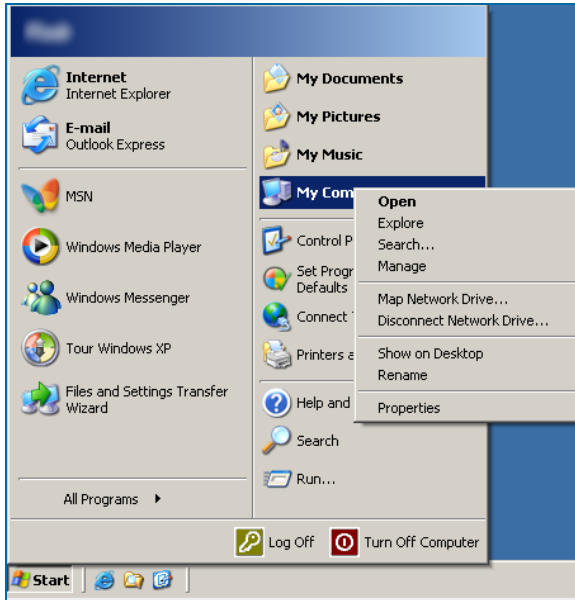 Internet
Internet Explorer
E-mail
Outlook Express
MSN
Windows Media Player
Windows Messenger
Tour Windows XP
Files and Settings Transfer
Wizard
All Programs
My Documents
My Pictures
My Music
My Com
Control P
Set Progr
Defaults
Connect
Printers a
Help and
Search
Run...
Open
Explore
Search...
Manage
Map Network Drive...
Disconnect Network Drive...
Show on Desktop
Rename
Properties
Log Off
Turn Off Computer
Start